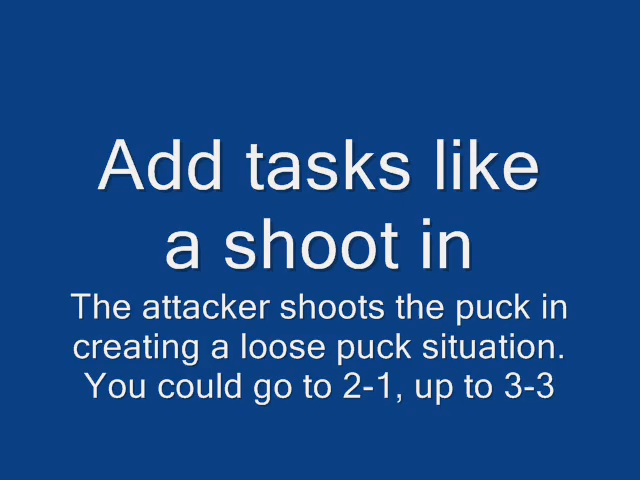 Add tasks like
a shoot in
The attacker shoots the puck in
creating a loose puck situation.
You could go to 2-1, up to 3-3